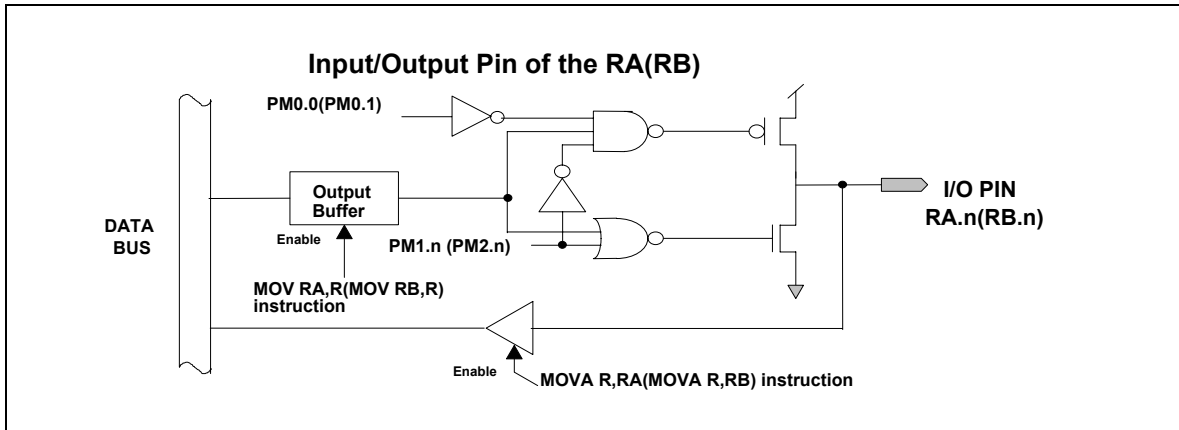 Input/Output Pin of the RA(RB)
PM0.0(PM0.1)
Output
Buffer
Enable
DATA
BUS
PM1.n (PM2.n)
I/O PIN
RA.n(RB.n)
MOV RA,R(MOV RB,R)
instruction
Enable
MOVA R,RA(MOVA R,RB) instruction